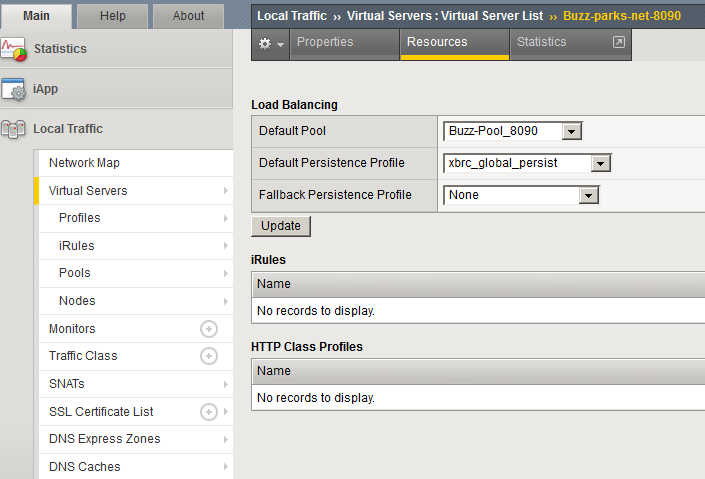 Main
Help
About
Statistics
iApp
Local Traffic
Network Map
Virtual Servers
Profiles
iRules
Pools
Nodes
Monitors
Traffic Class
SNATs
SSL Certificate List
DNS Express Zones
DNS Caches
Local Traffic ›› Virtual Servers : Virtual Server List ›› Buzz-parks-net-8090
Properties
Resources
Statistics
Load Balancing
Default Pool
Buzz-Pool_8090
Default Persistence Profile
xbrc_global_persist
Fallback Persistence Profile
None
Update
iRules
Name
No records to display.
HTTP Class Profiles
Name
No records to display.